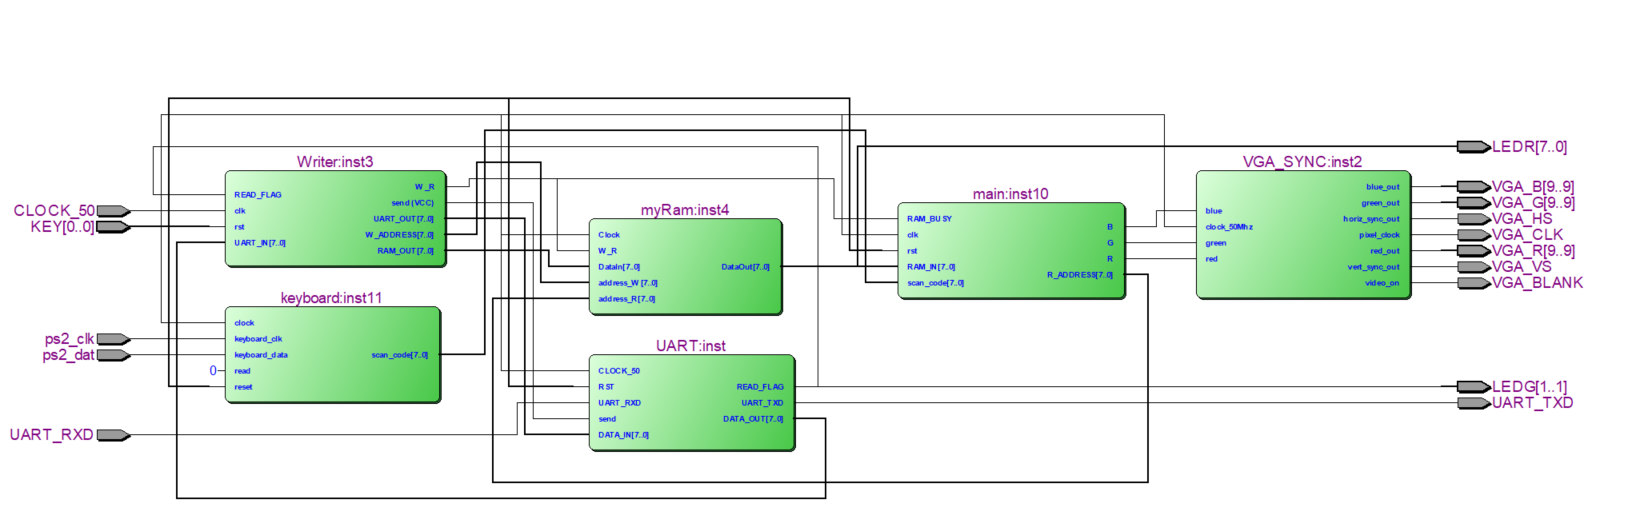 CLOCK_50
KEY[0..0]
ps2_clk
ps2_dat
UART_RXD
Writer:inst3
READ_FLAG
clk
rst
UART_IN[7..0]
W_R
send (VCC)
UART_OUT[7..0]
W_ADDRESS[7..0]
RAM_OUT[7..0]
keyboard:inst11
clock
keyboard_clk
keyboard_data
0
read
reset
scan_code[7..0]
myRam:inst4
Clock
W_R
DataIn[7..0]
address_W [7..0]
address_R[7..0]
DataOut[7..0]
UART:inst
CLOCK_50
RST
UART_RXD
send
DATA_IN[7..0]
READ_FLAG
UART_TXD
DATA_OUT[7..0]
main:inst10
RAM_BUSY
clk
rst
RAM_IN[7..0]
scan_code[7..0]
B
G
R
R_ADDRESS[7..0]
VGA_SYNC:inst2
blue
clock_50Mhz
green
red
blue_out
green_out
horiz_sync_out
pixel_clock
red_out
vert_sync_out
video_on
LEDR[7..0]
VGA_B[9..9]
VGA_G[9..9]
VGA_HS
VGA_CLK
VGA_R[9..9]
VGA_VS
VGA_BLANK
LEDG[1..1]
UART_TXD